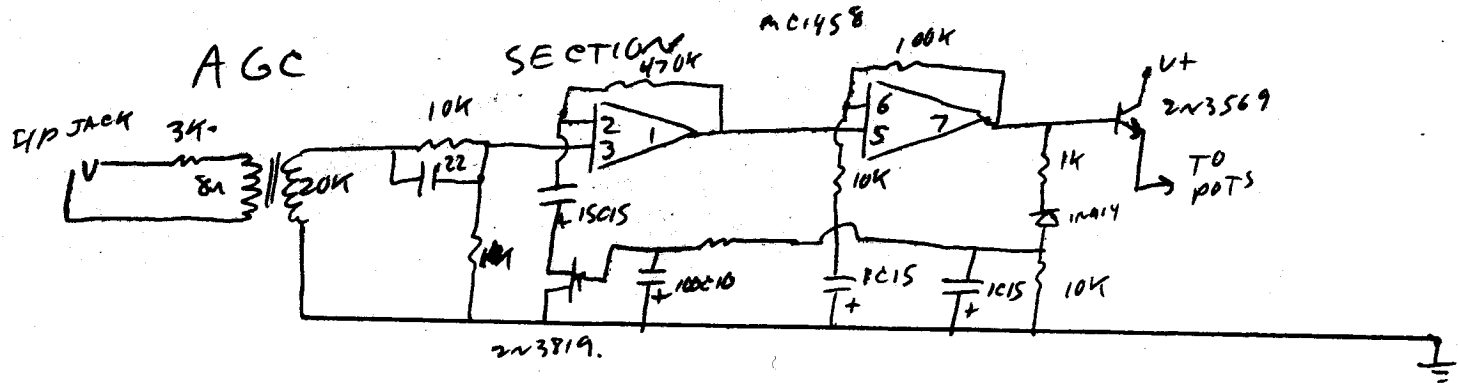 MC1458
AGC SECTION
470K
100K
V+
2N3569
I/P JACK
3K
10K
2
3
1
6
5
7
8Ω
20K
22
10K
1K
TO
POTS
15C15
1N914
100C10
1C15
1C15
10K
2N3819.